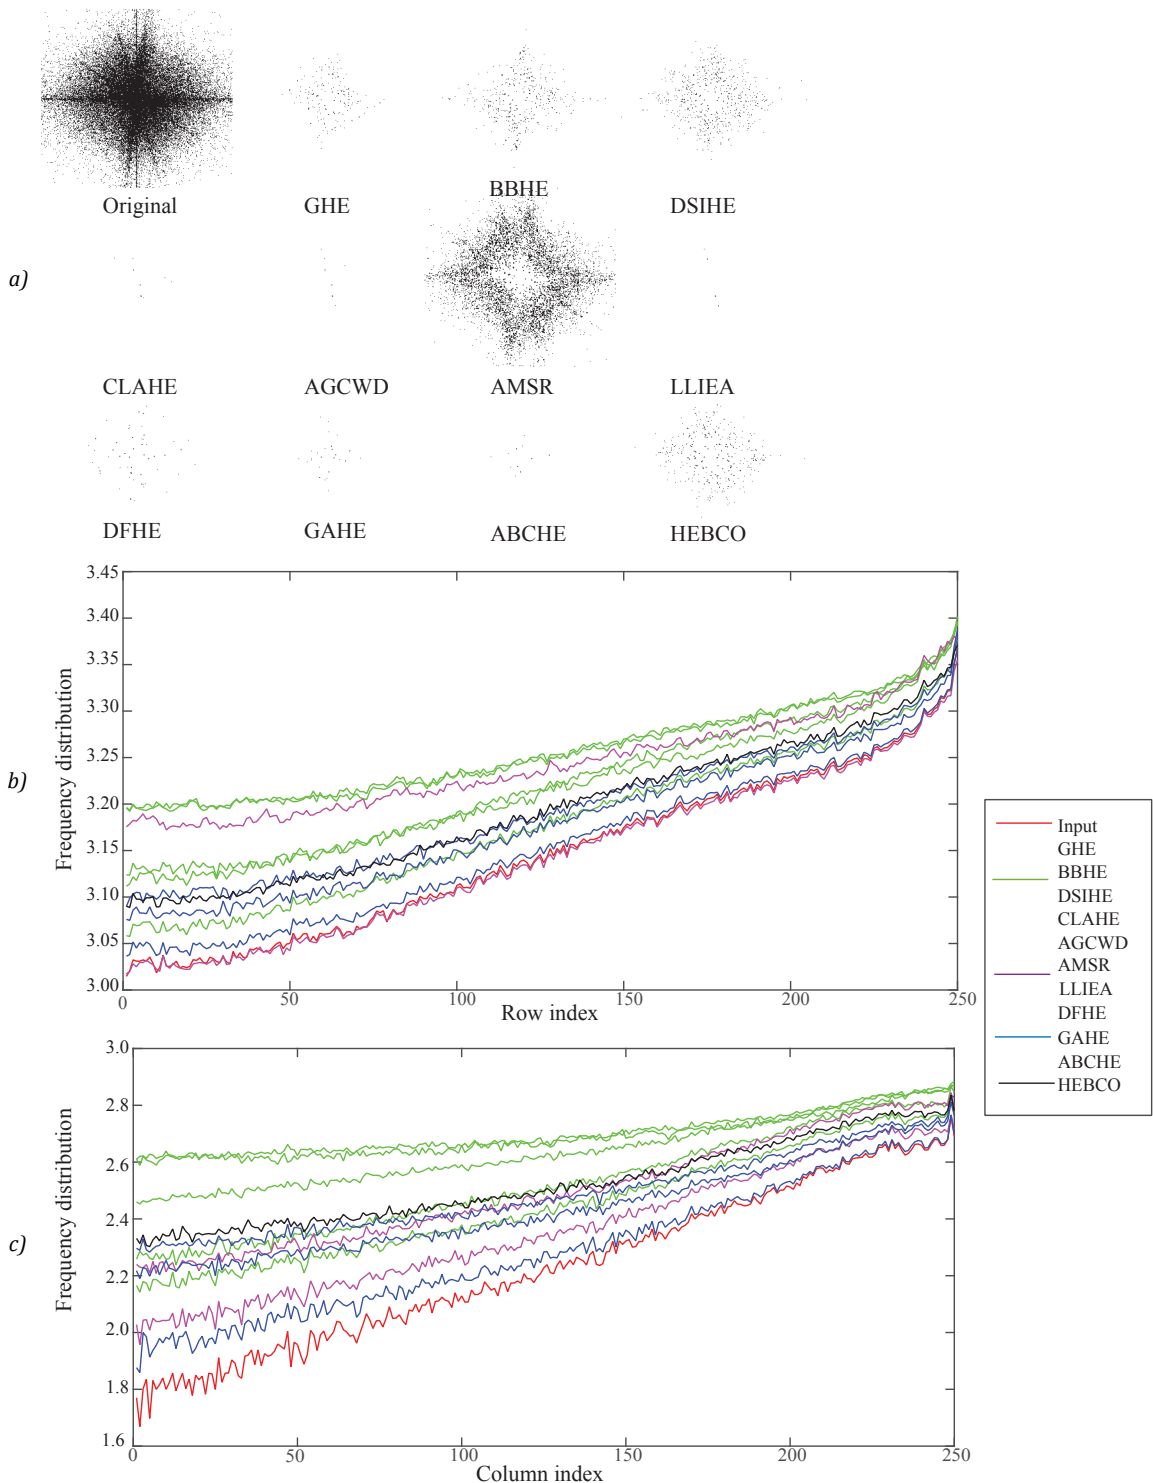 Original GHE BBHE DSIHE
a)
CLAHE AGCWD AMSR LLIEA
DFHE GAHE ABCHE HEBCO
b)
Frequency distribution
3.45
3.40
3.35
3.30
3.25
3.20
3.15
3.10
3.05
3.00
0 50 100 150 200 250
Row index
Input
GHE
BBHE
DSIHE
CLAHE
AGCWD
AMSR
LLIEA
DFHE
GAHE
ABCHE
HEBCO
c)
Frequency distribution
3.0
2.8
2.6
2.4
2.2
2.0
1.8
1.6
0 50 100 150 200 250
Column index